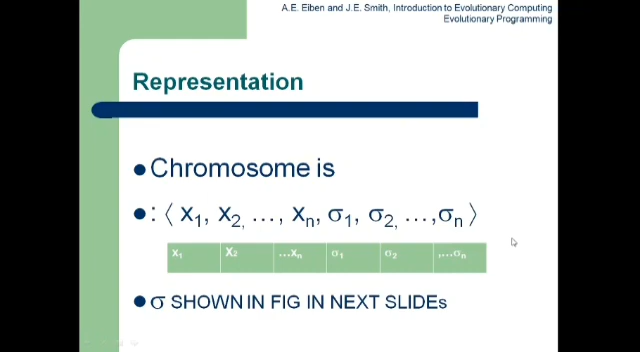 A.E. Eiben and J.E. Smith, Introduction to Evolutionary Computing
Evolutionary Programming
Representation
● Chromosome is
● : ⟨ x₁, x₂, …, xₙ, σ₁, σ₂, …,σₙ ⟩
x₁ x₂ …xₙ σ₁ σ₂ ,…σₙ
● σ SHOWN IN FIG IN NEXT SLIDEs